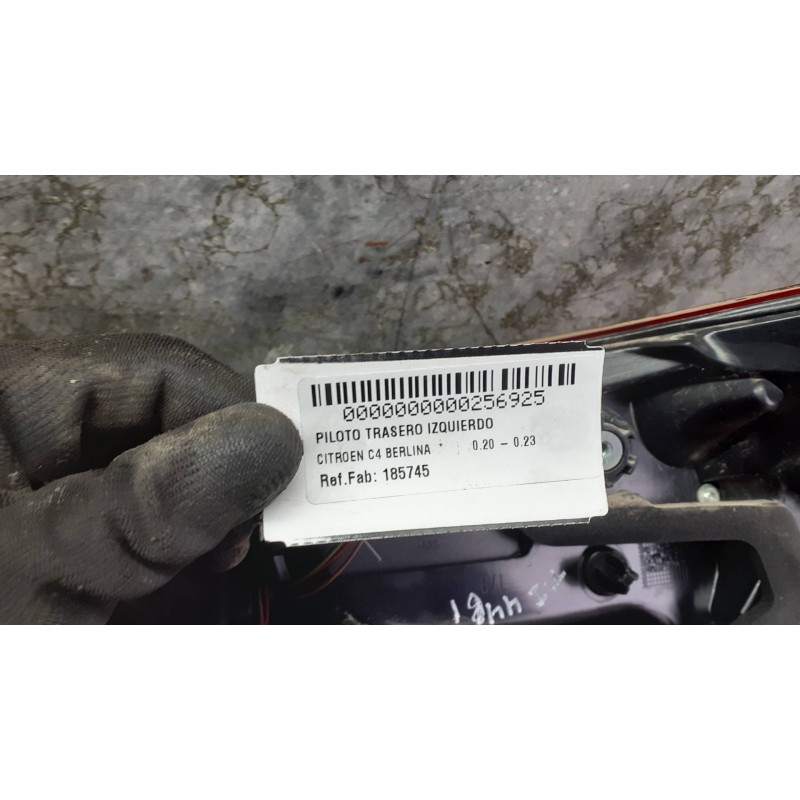 0000000000256925
PILOTO TRASERO IZQUIERDO
CITROEN C4 BERLINA * 0.20 - 0.23
Ref.Fab: 185745